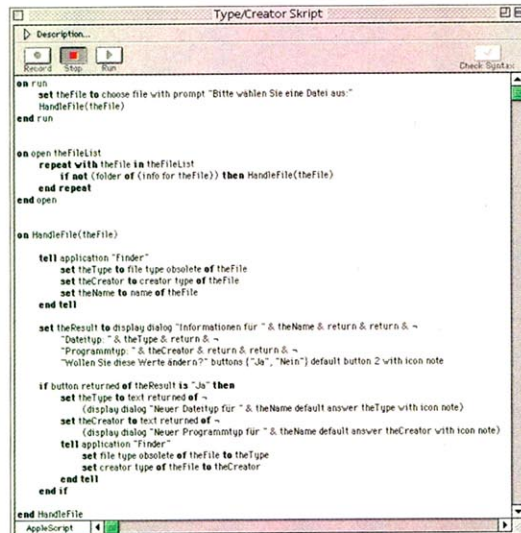 Type/Creator Skript
Description...
Record Stop Run
Check Syntax
on run
set theFile to choose file with prompt "Bitte wählen Sie eine Datei aus:"
HandleFile(theFile)
end run
on open theFileList
repeat with theFile in theFileList
if not (folder of (info for theFile)) then HandleFile(theFile)
end repeat
end open
on HandleFile(theFile)
tell application "Finder"
set theType to file type obsolete of theFile
set theCreator to creator type of theFile
set theName to name of theFile
end tell
set theResult to display dialog "Informationen für " & theName & return & return & ¬
"Dateityp: " & theType & return & ¬
"Programmtyp: " & theCreator & return & return & ¬
"Wollen Sie diese Werte ändern?" buttons {"Ja", "Nein"} default button 2 with icon note
if button returned of theResult is "Ja" then
set theType to text returned of ¬
(display dialog "Neuer Dateityp für " & theName default answer theType with icon note)
set theCreator to text returned of ¬
(display dialog "Neuer Programmtyp für " & theName default answer theCreator with icon note)
tell application "Finder"
set file type obsolete of theFile to theType
set creator type of theFile to theCreator
end tell
end if
end HandleFile
AppleScript